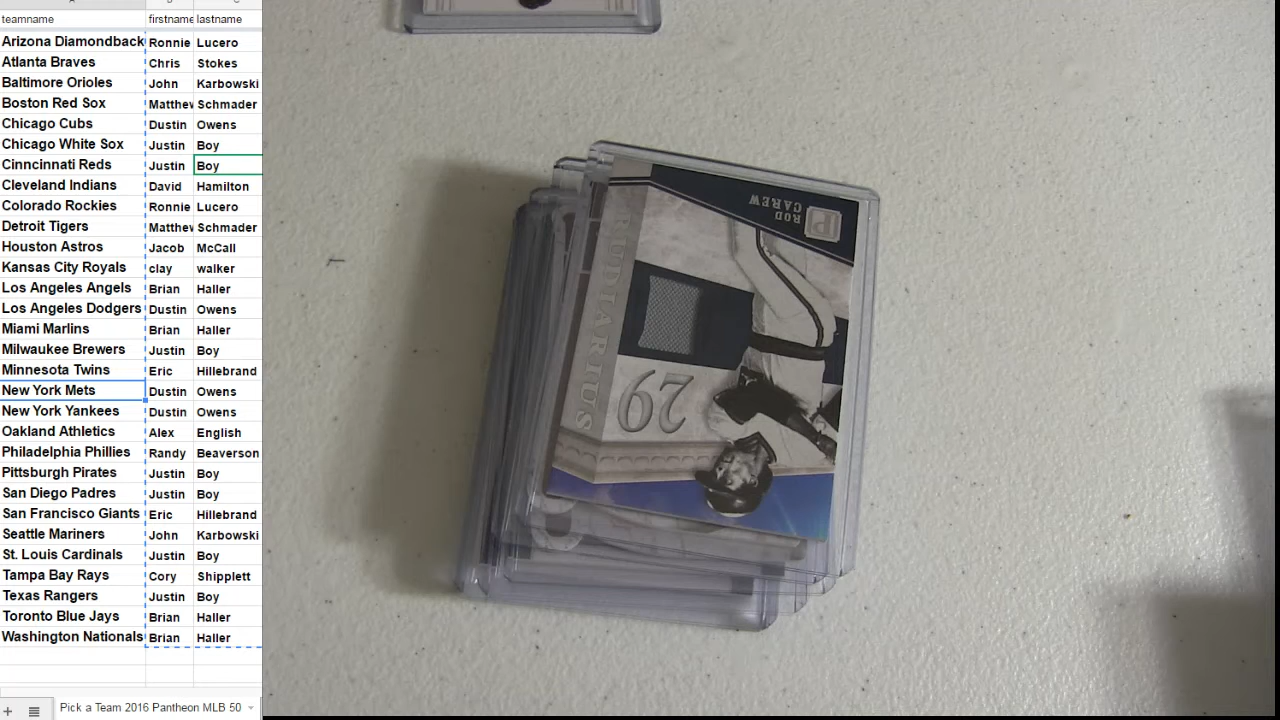 teamname firstname lastname
Arizona Diamondback Ronnie Lucero
Atlanta Braves Chris Stokes
Baltimore Orioles John Karbowski
Boston Red Sox Matthew Schmader
Chicago Cubs Dustin Owens
Chicago White Sox Justin Boy
Cinncinnati Reds Justin Boy
Cleveland Indians David Hamilton
Colorado Rockies Ronnie Lucero
Detroit Tigers Matthew Schmader
Houston Astros Jacob McCall
Kansas City Royals clay walker
Los Angeles Angels Brian Haller
Los Angeles Dodgers Dustin Owens
Miami Marlins Brian Haller
Milwaukee Brewers Justin Boy
Minnesota Twins Eric Hillebrand
New York Mets Dustin Owens
New York Yankees Dustin Owens
Oakland Athletics Alex English
Philadelphia Phillies Randy Beaverson
Pittsburgh Pirates Justin Boy
San Diego Padres Justin Boy
San Francisco Giants Eric Hillebrand
Seattle Mariners John Karbowski
St. Louis Cardinals Justin Boy
Tampa Bay Rays Cory Shipplett
Texas Rangers Justin Boy
Toronto Blue Jays Brian Haller
Washington Nationals Brian Haller
Pick a Team 2016 Pantheon MLB 50
ROD
CAREW
P
RUDIARIUS
29